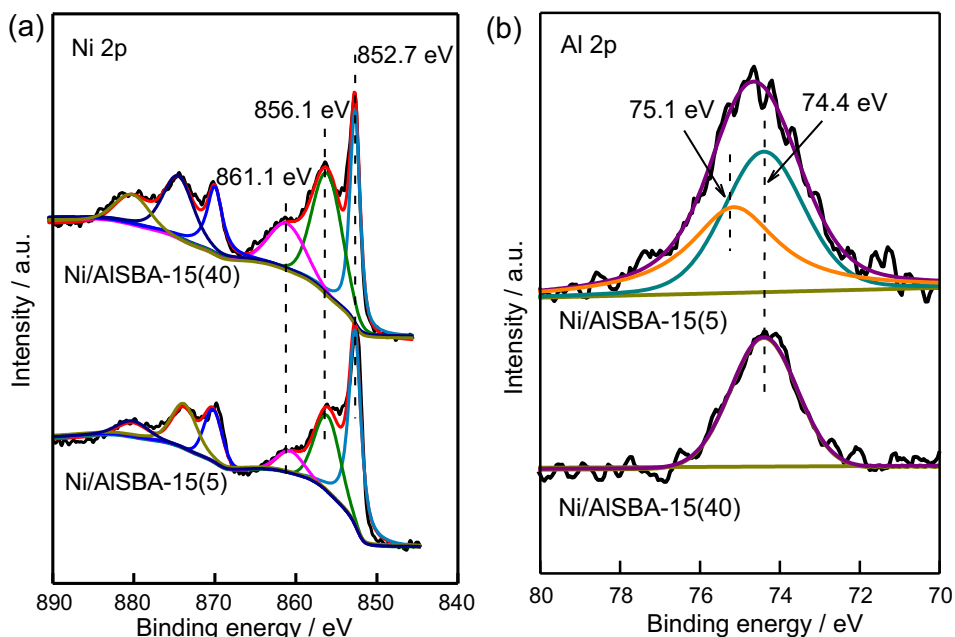 (a)
Ni 2p
852.7 eV
856.1 eV
861.1 eV
Ni/AlSBA-15(40)
Ni/AlSBA-15(5)
Intensity / a.u.
890 880 870 860 850 840
Binding energy / eV
(b)
Al 2p
75.1 eV
74.4 eV
Ni/AlSBA-15(5)
Ni/AlSBA-15(40)
Intensity / a.u.
80 78 76 74 72 70
Binding energy / eV